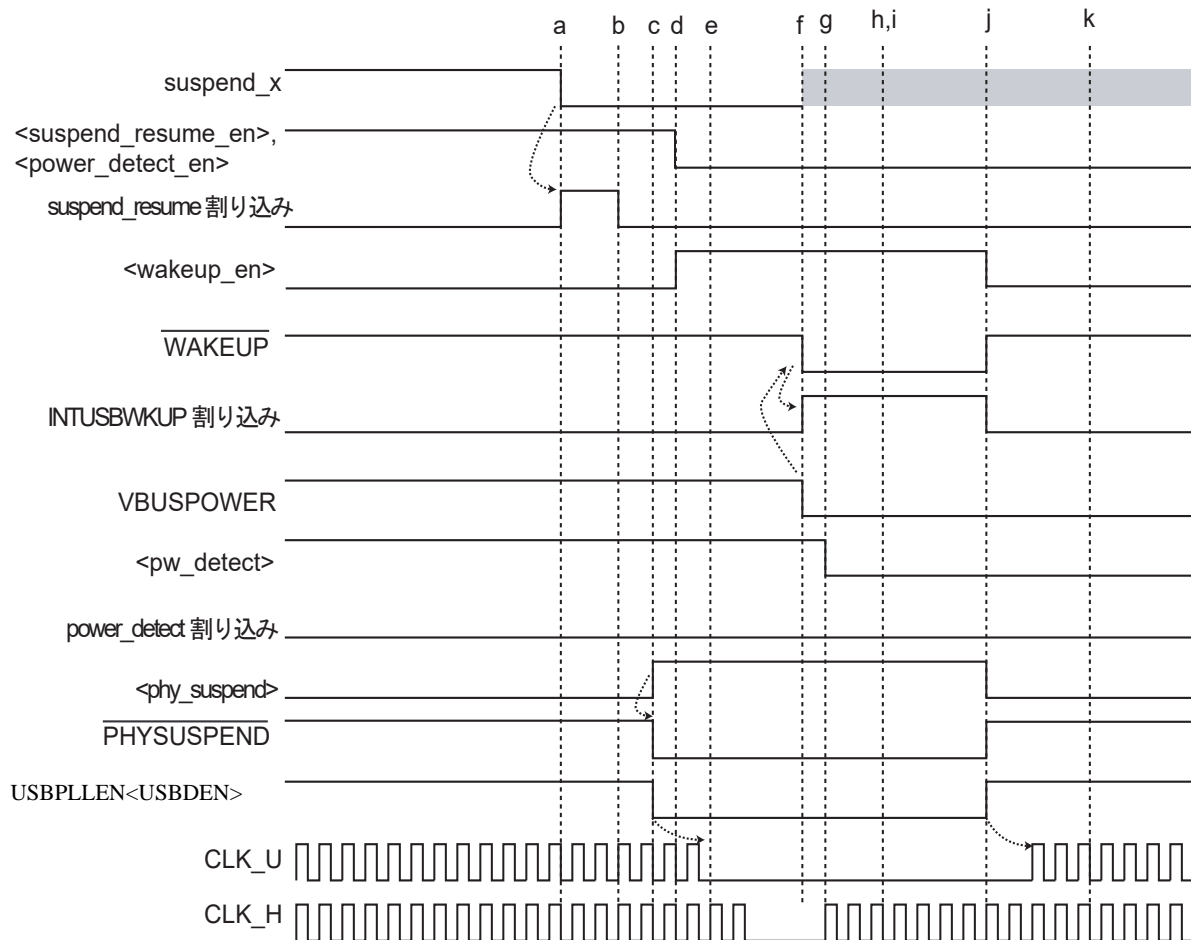 a b c d e f g h,i j k
suspend_x
<suspend_resume_en>,
<power_detect_en>
suspend_resume 割り込み
<wakeup_en>
WAKEUP
INTUSBWKUP 割り込み
VBUSPOWER
<pw_detect>
power_detect 割り込み
<phy_suspend>
PHYSUSPEND
USBPLLEN<USBDEN>
CLK_U
CLK_H